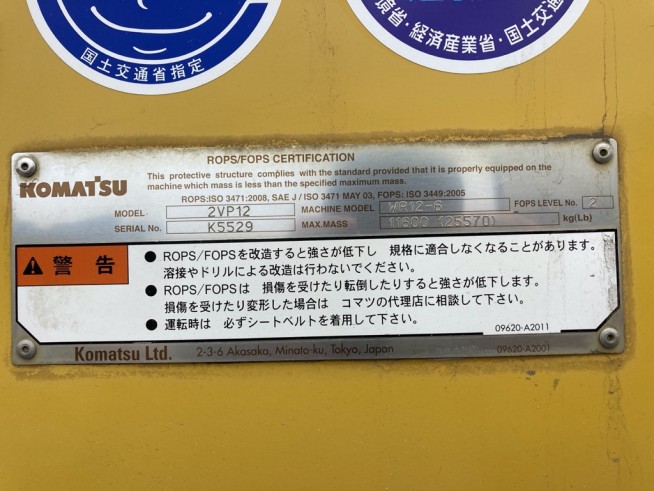 国土交通省指定
境省・経済産業省・国土交通
ROPS/FOPS CERTIFICATION
This protective structure complies with the standard provided that it is properly equipped on the
machine which mass is less than the specified maximum mass.
KOMATSU
ROPS:ISO 3471:2008, SAE J / ISO 3471 MAY 03, FOPS: ISO 3449:2005
MODEL 2VP12 MACHINE MODEL WR12-6 FOPS LEVEL No. 2
SERIAL No. K5529 MAX.MASS 11600 (25570) kg(Lb)
警告
● ROPS/FOPSを改造すると強さが低下し 規格に適合しなくなることがあります。
溶接やドリルによる改造は行わないでください。
● ROPS/FOPSは 損傷を受けたり転倒したりすると強さが低下します。
損傷を受けたり変形した場合は コマツの代理店に相談して下さい。
● 運転時は 必ずシートベルトを着用して下さい。
09620-A2011
Komatsu Ltd. 2-3-6 Akasaka, Minato-ku, Tokyo, Japan 09620-A2001